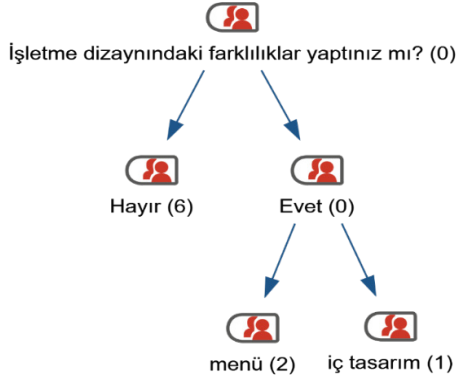 İşletme dizaynındaki farklılıklar yaptınız mı? (0)
Hayır (6)
Evet (0)
menü (2)
iç tasarım (1)